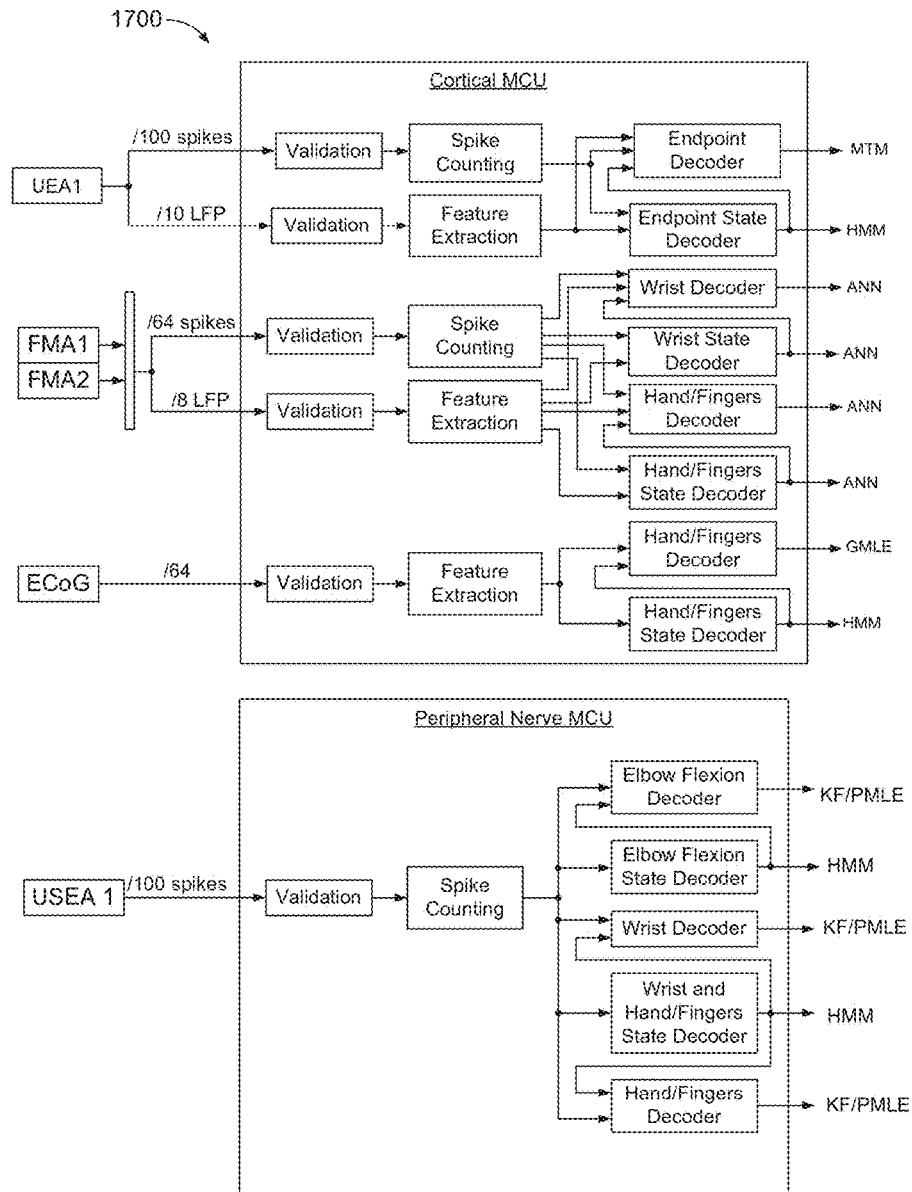 1700
Cortical MCU
/100 spikes
Validation
Spike
Counting
Endpoint
Decoder
MTM
UEA1
/10 LFP
Validation
Feature
Extraction
Endpoint State
Decoder
HMM
Wrist Decoder
ANN
/64 spikes
Validation
Spike
Counting
Wrist State
Decoder
ANN
FMA1
FMA2
/8 LFP
Validation
Feature
Extraction
Hand/Fingers
Decoder
ANN
Hand/Fingers
State Decoder
ANN
Hand/Fingers
Decoder
GMLE
ECoG
/64
Validation
Feature
Extraction
Hand/Fingers
State Decoder
HMM
Peripheral Nerve MCU
Elbow Flexion
Decoder
KF/PMLE
Elbow Flexion
State Decoder
HMM
USEA 1
/100 spikes
Validation
Spike
Counting
Wrist Decoder
KF/PMLE
Wrist and
Hand/Fingers
State Decoder
HMM
Hand/Fingers
Decoder
KF/PMLE